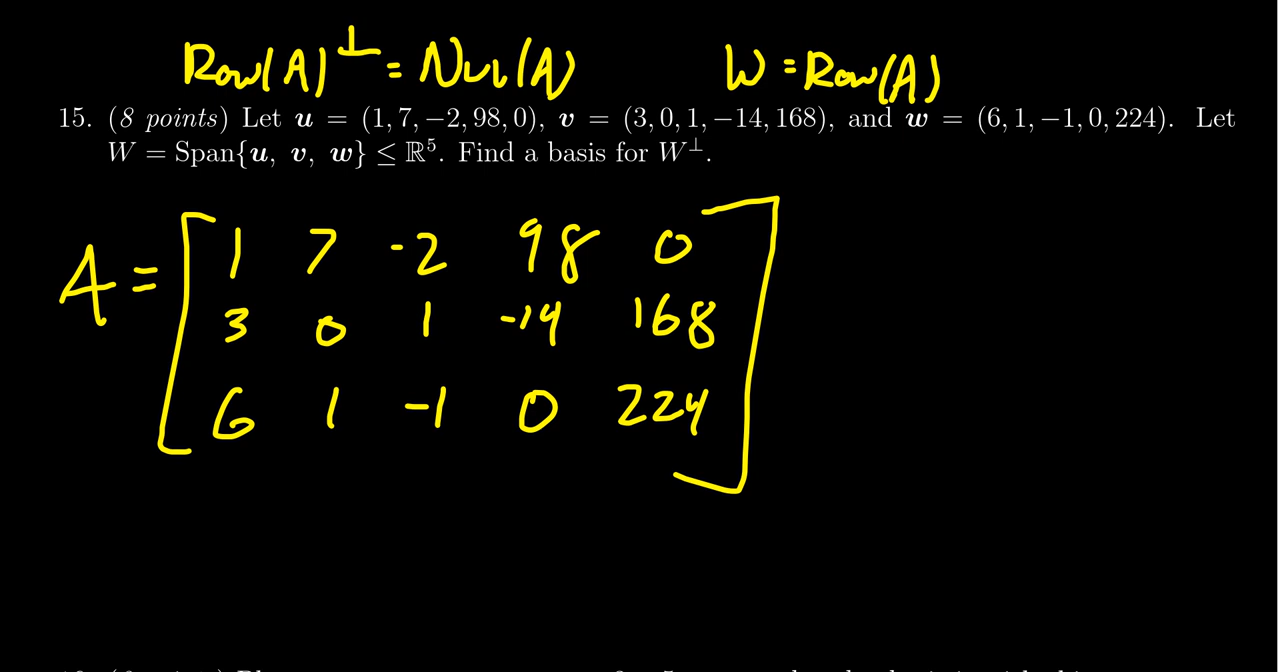 Row(A)⊥ = Nul(A) W = Row(A)
15. (8 points) Let u = (1, 7, −2, 98, 0), v = (3, 0, 1, −14, 168), and w = (6, 1, −1, 0, 224). Let
W = Span{u, v, w} ≤ ℝ⁵. Find a basis for W⊥.
A = [ 1 7 -2 98 0
3 0 1 -14 168
6 1 -1 0 224 ]